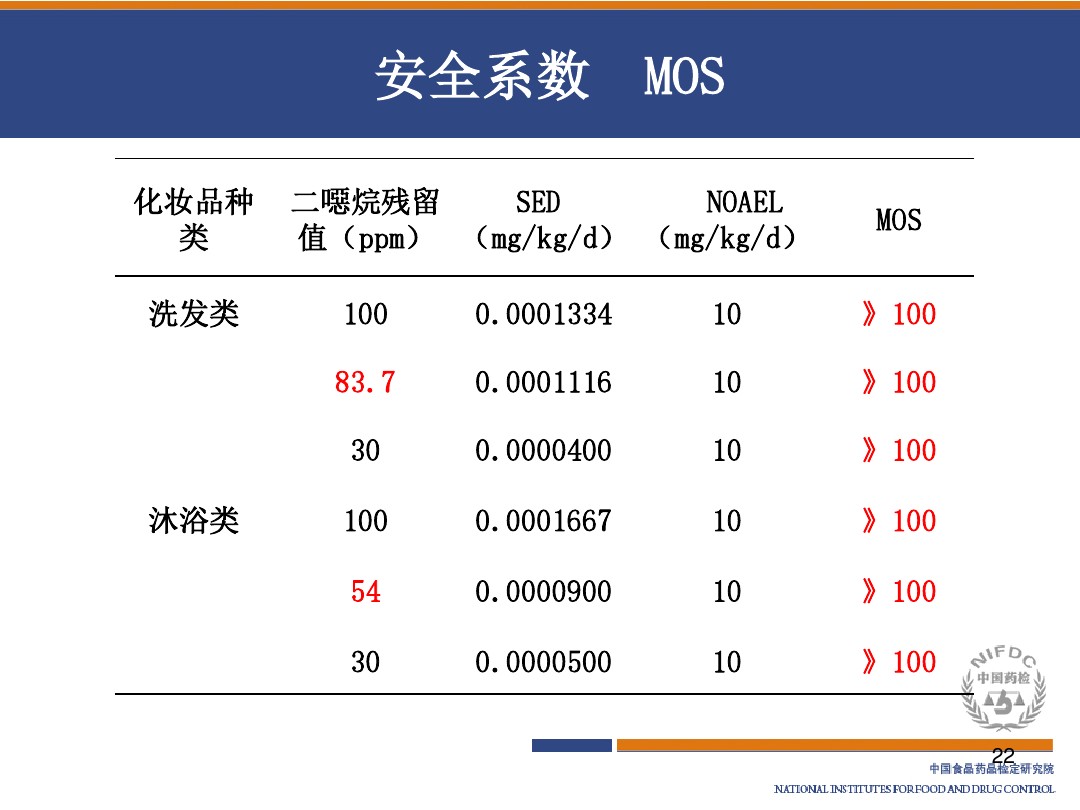 安全系数 MOS
化妆品种类 二噁烷残留值（ppm） SED（mg/kg/d） NOAEL（mg/kg/d） MOS
洗发类 100 0.0001334 10 》100
83.7 0.0001116 10 》100
30 0.0000400 10 》100
沐浴类 100 0.0001667 10 》100
54 0.0000900 10 》100
30 0.0000500 10 》100
NIFDC
中国药检
22
中国食品药品检定研究院
NATIONAL INSTITUTES FOR FOOD AND DRUG CONTROL